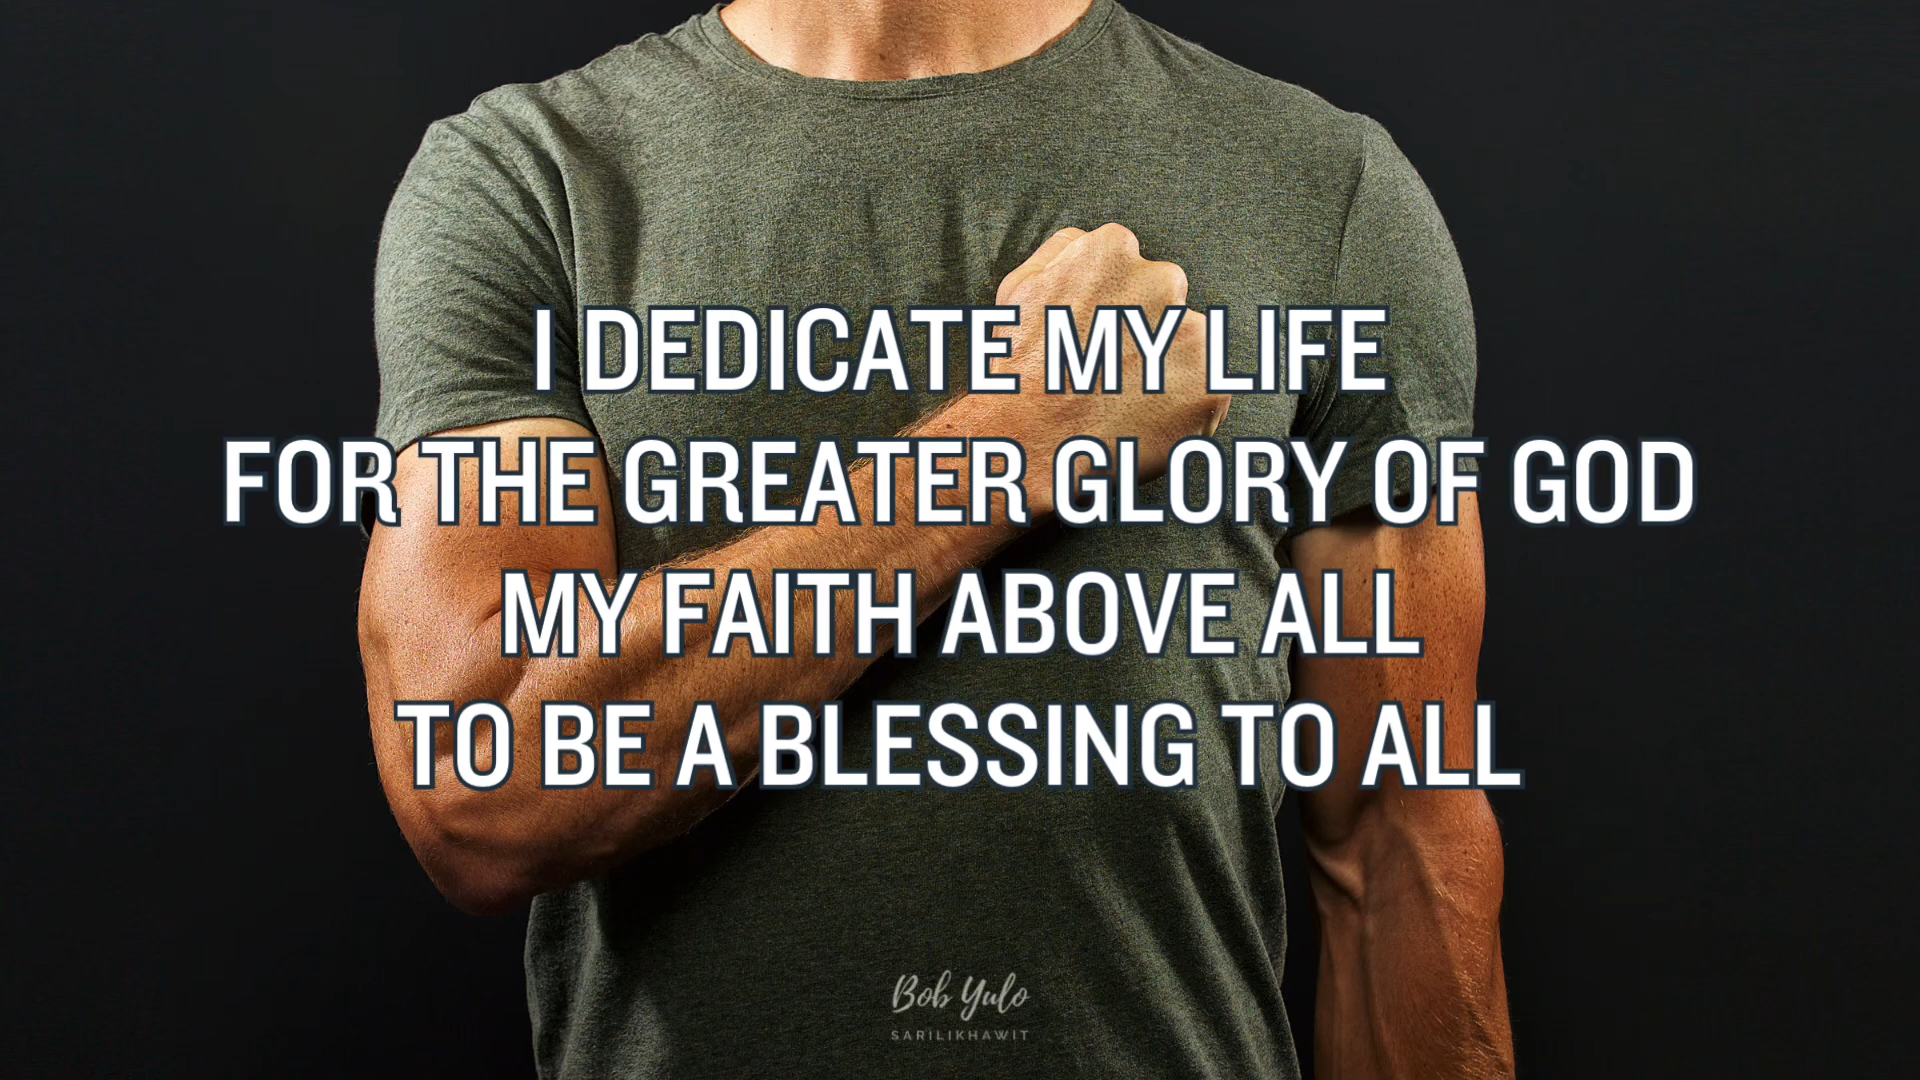 I DEDICATE MY LIFE
FOR THE GREATER GLORY OF GOD
MY FAITH ABOVE ALL
TO BE A BLESSING TO ALL
Bob Yulo
SARILIKHAWIT